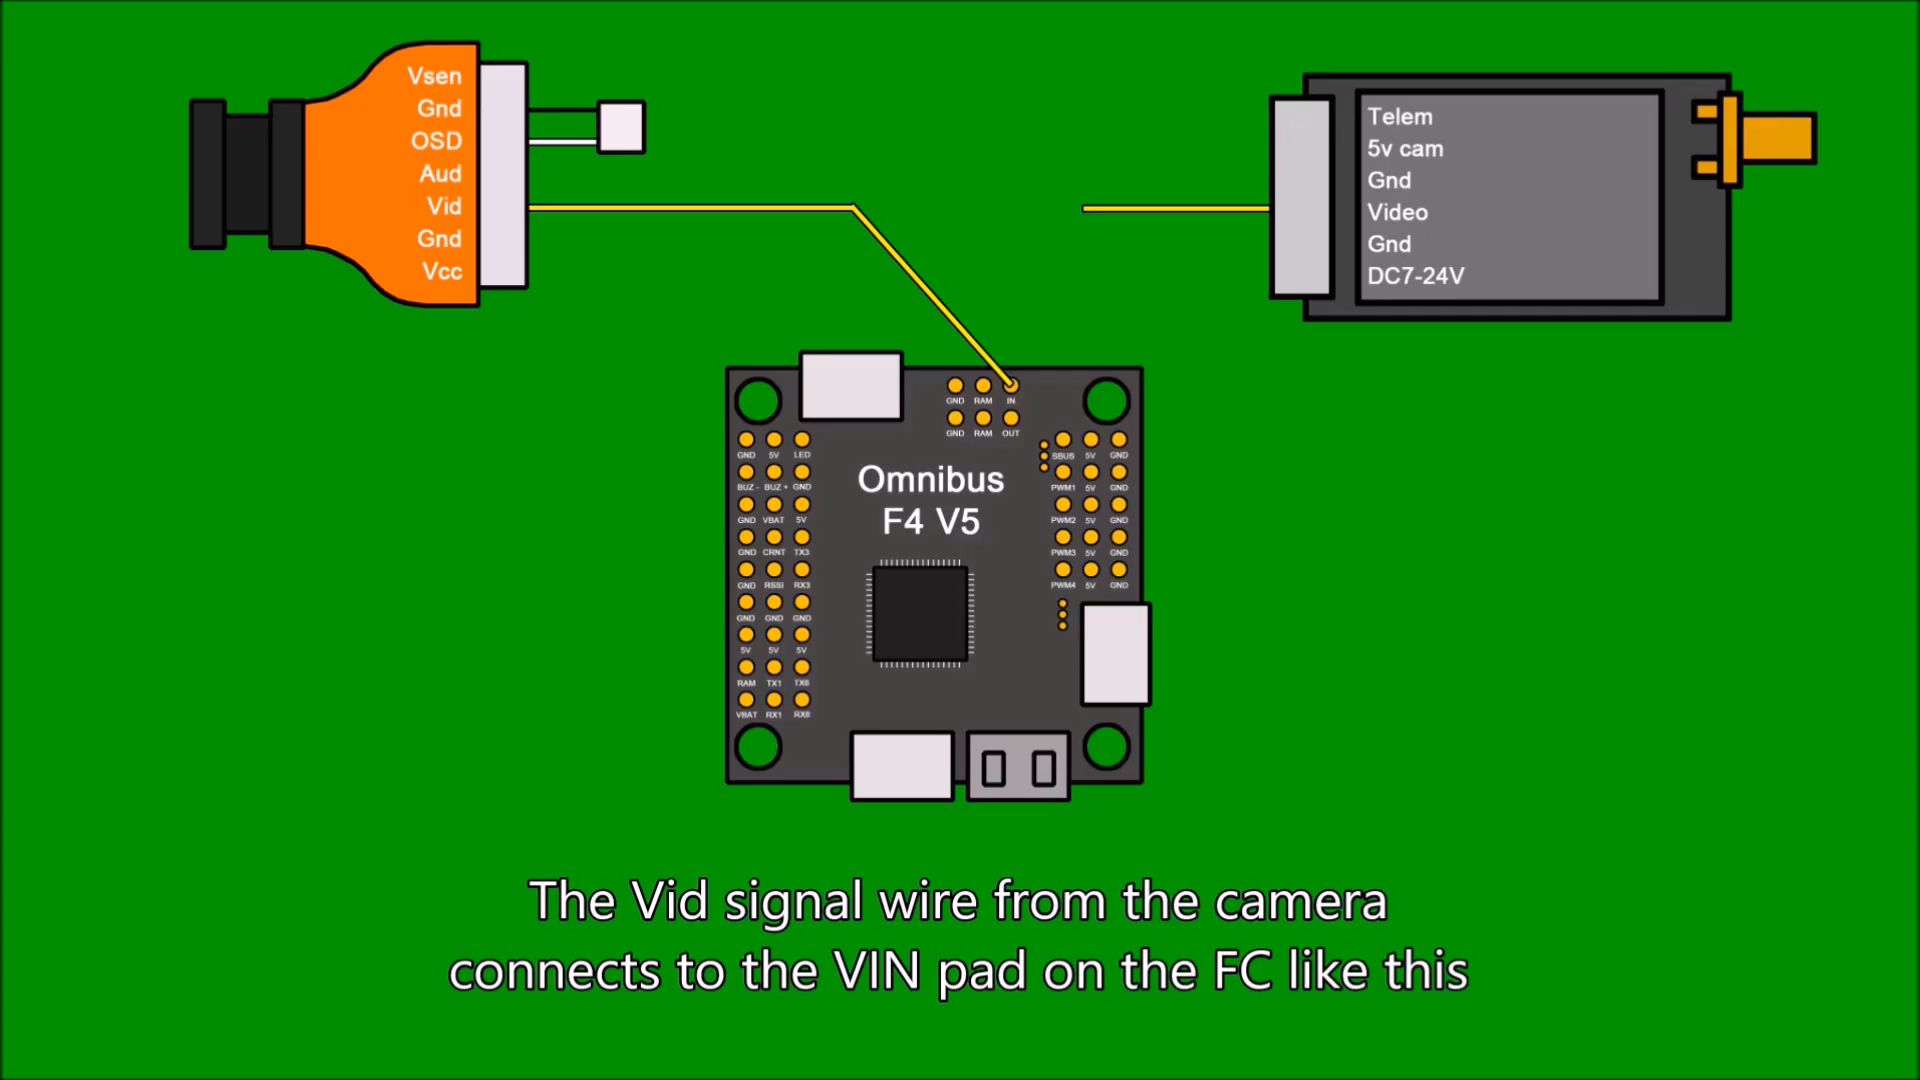 Vsen
Gnd
OSD
Aud
Vid
Gnd
Vcc
Telem
5v cam
Gnd
Video
Gnd
DC7-24V
GND RAM IN
GND RAM OUT
GND 5V LED
BUZ - BUZ + GND
GND VBAT 5V
GND CRNT TX3
GND RSSI RX3
GND GND GND
5V 5V 5V
RAM TX1 TX6
VBAT RX1 RX6
Omnibus
F4 V5
SBUS 5V GND
PWM1 5V GND
PWM2 5V GND
PWM3 5V GND
PWM4 5V GND
The Vid signal wire from the camera
connects to the VIN pad on the FC like this